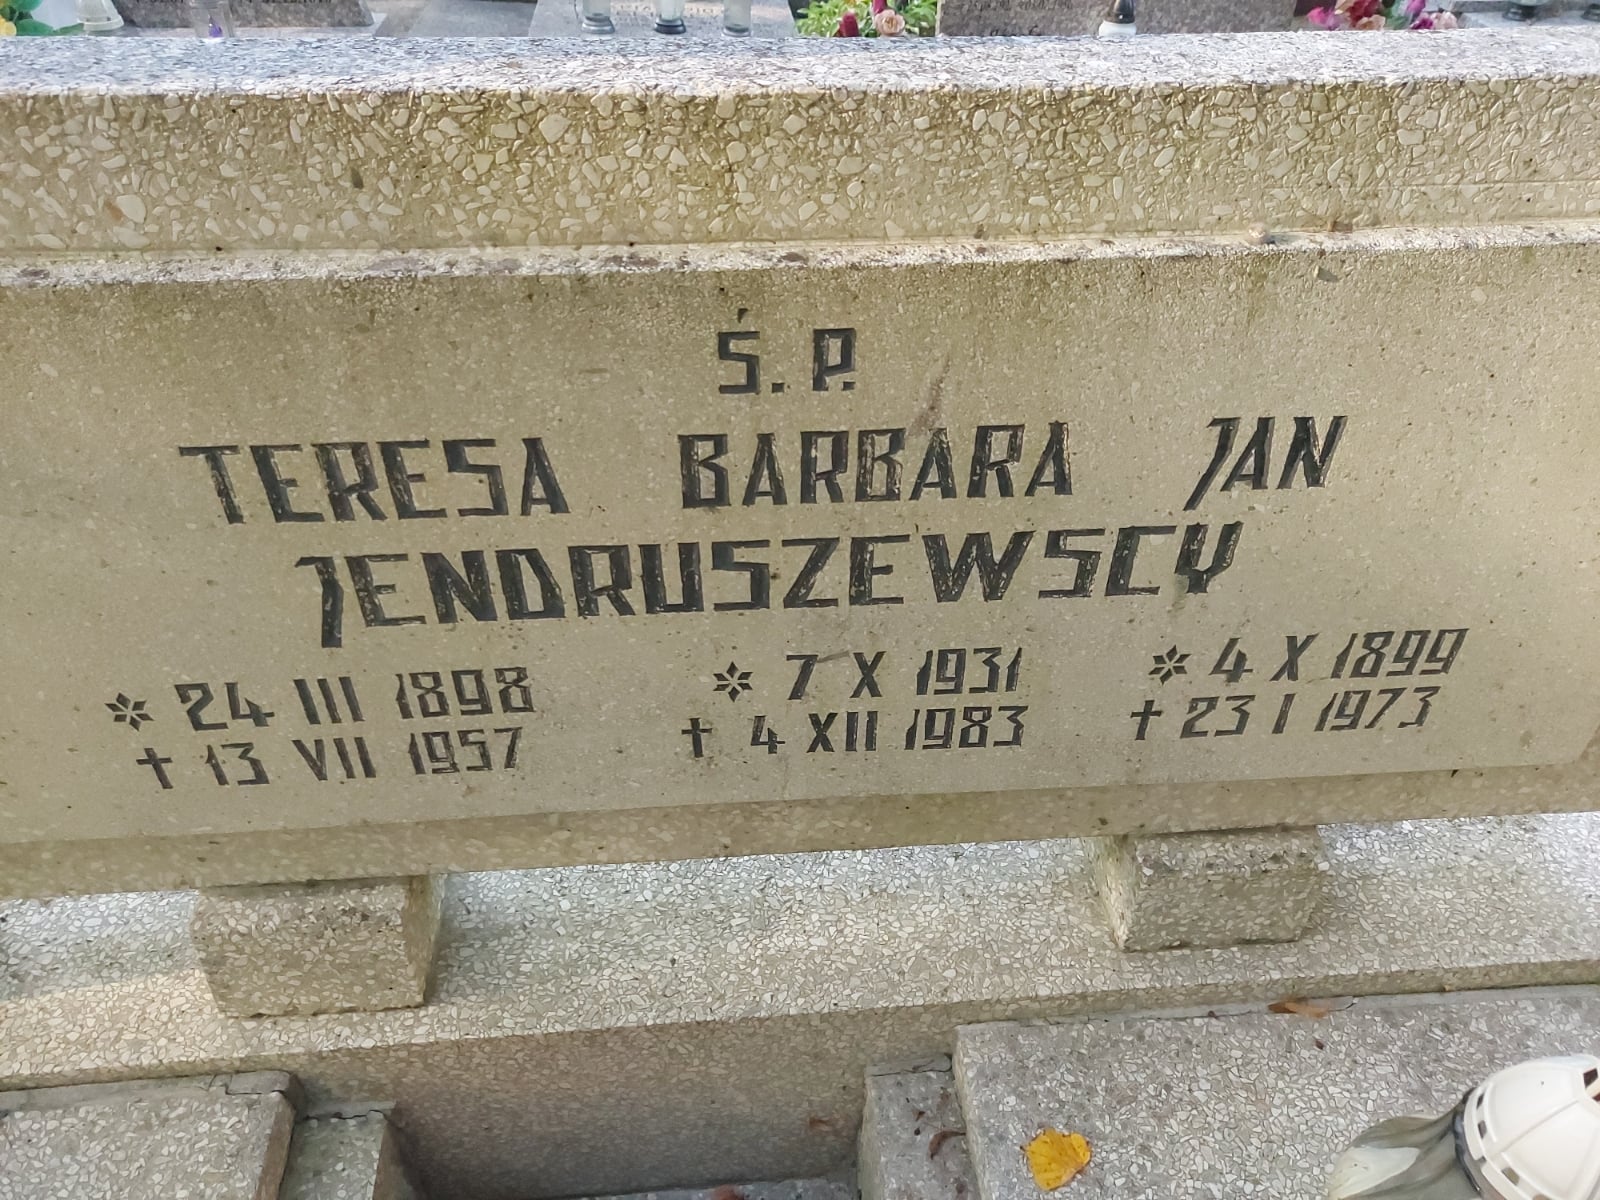 Ś. P.
TERESA BARBARA JAN
JENDRUSZEWSCY
* 24 III 1898 * 7 X 1931 * 4 X 1899
† 13 VII 1957 † 4 XII 1983 † 23 I 1973